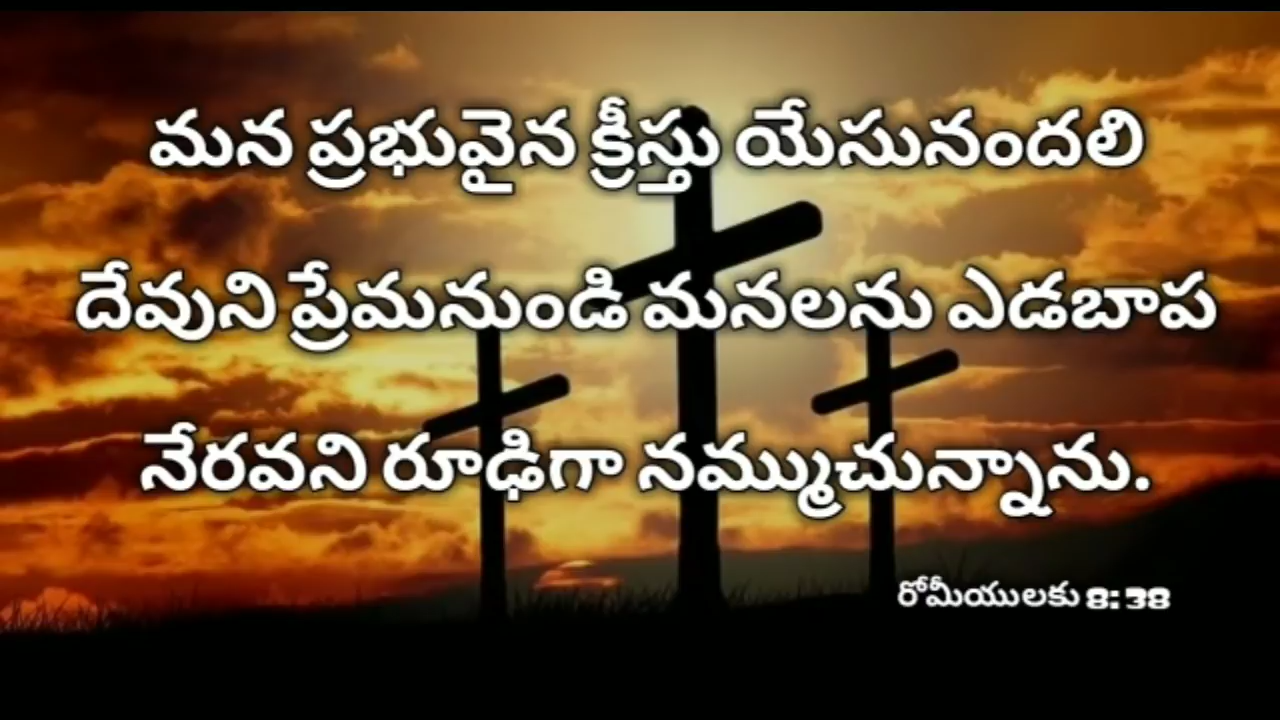 మన ప్రభువైన క్రీస్తు యేసునందలి
దేవుని ప్రేమనుండి మనలను ఎడబాప
నేరవని రూఢిగా నమ్ముచున్నాను.
రోమీయులకు 8:38